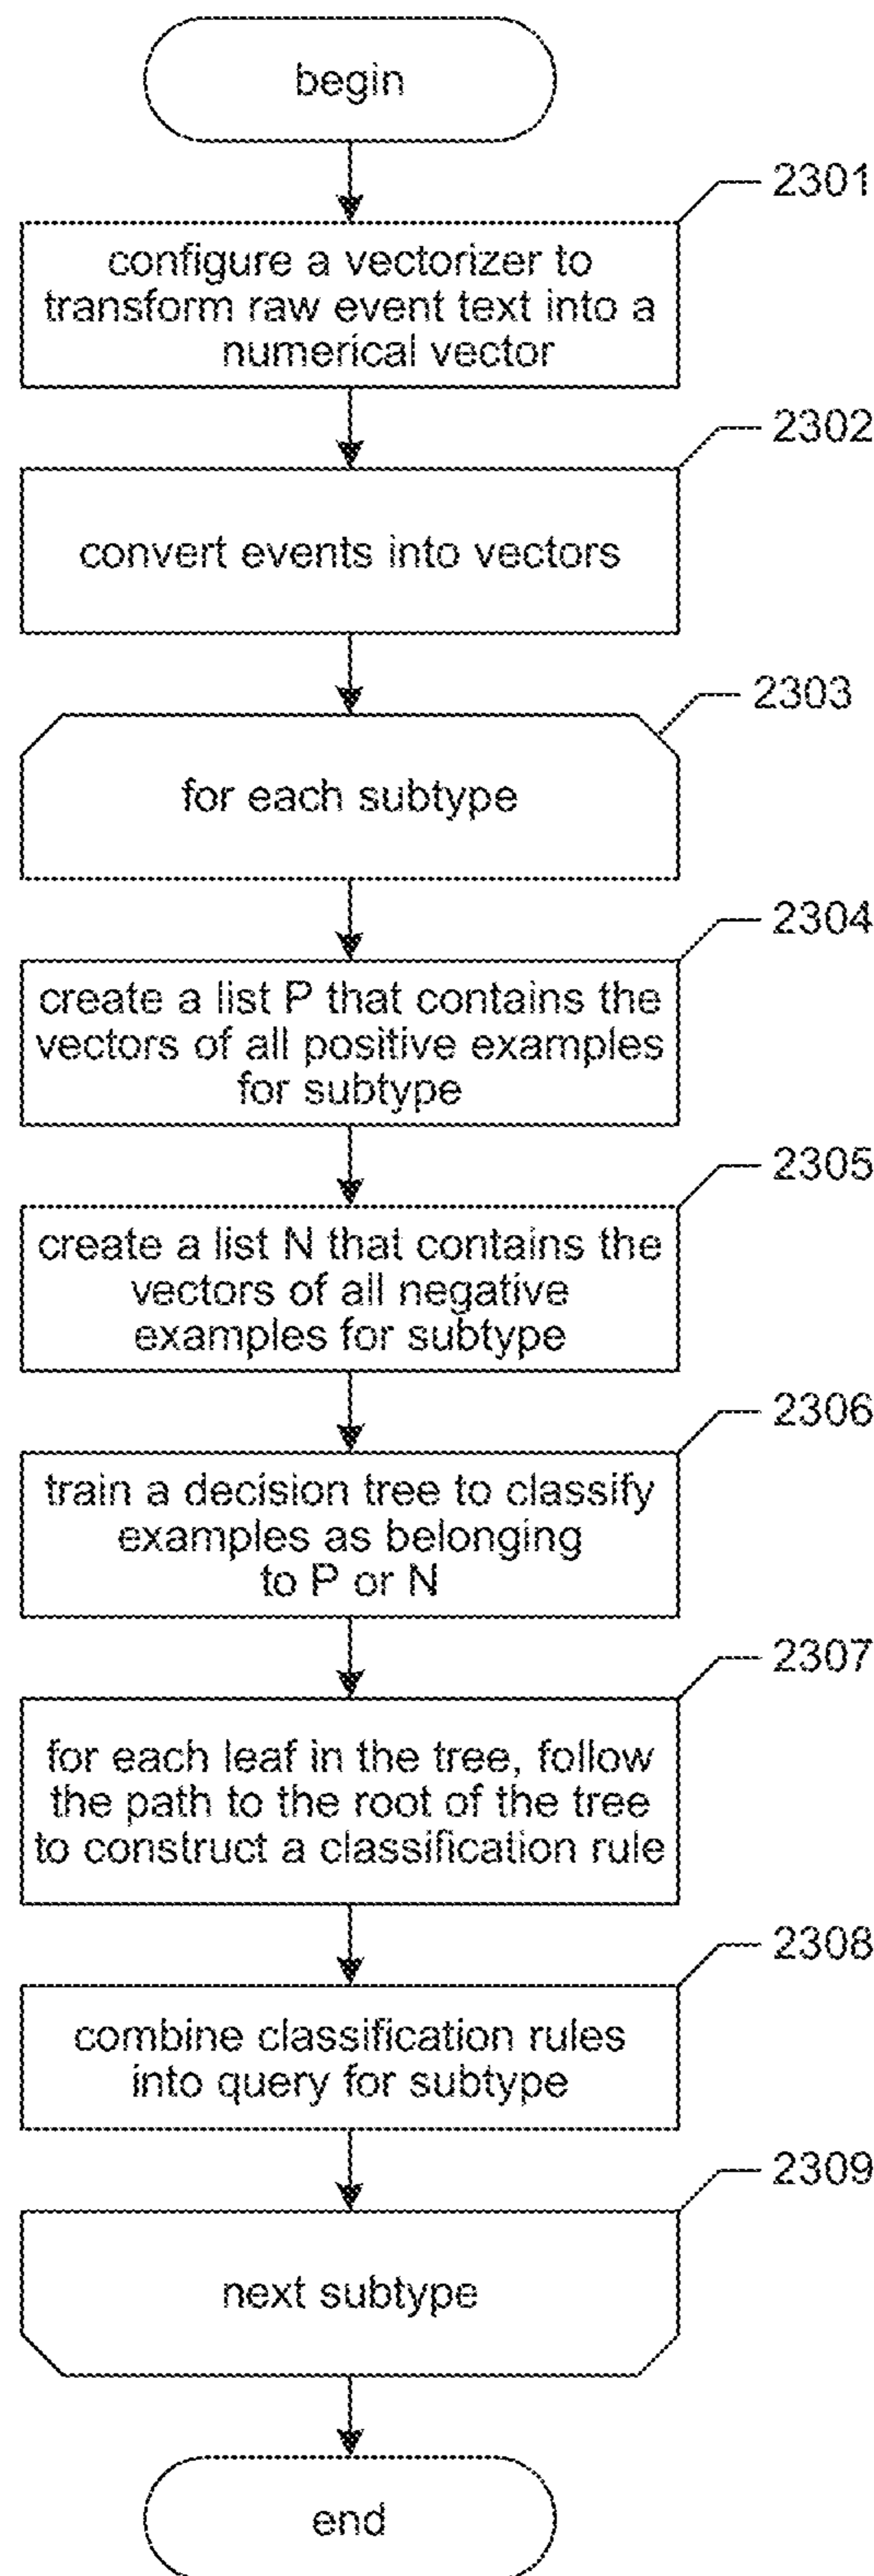 begin
2301
configure a vectorizer to
transform raw event text into a
numerical vector
2302
convert events into vectors
2303
for each subtype
2304
create a list P that contains the
vectors of all positive examples
for subtype
2305
create a list N that contains the
vectors of all negative
examples for subtype
2306
train a decision tree to classify
examples as belonging
to P or N
2307
for each leaf in the tree, follow
the path to the root of the tree
to construct a classification rule
2308
combine classification rules
into query for subtype
2309
next subtype
end